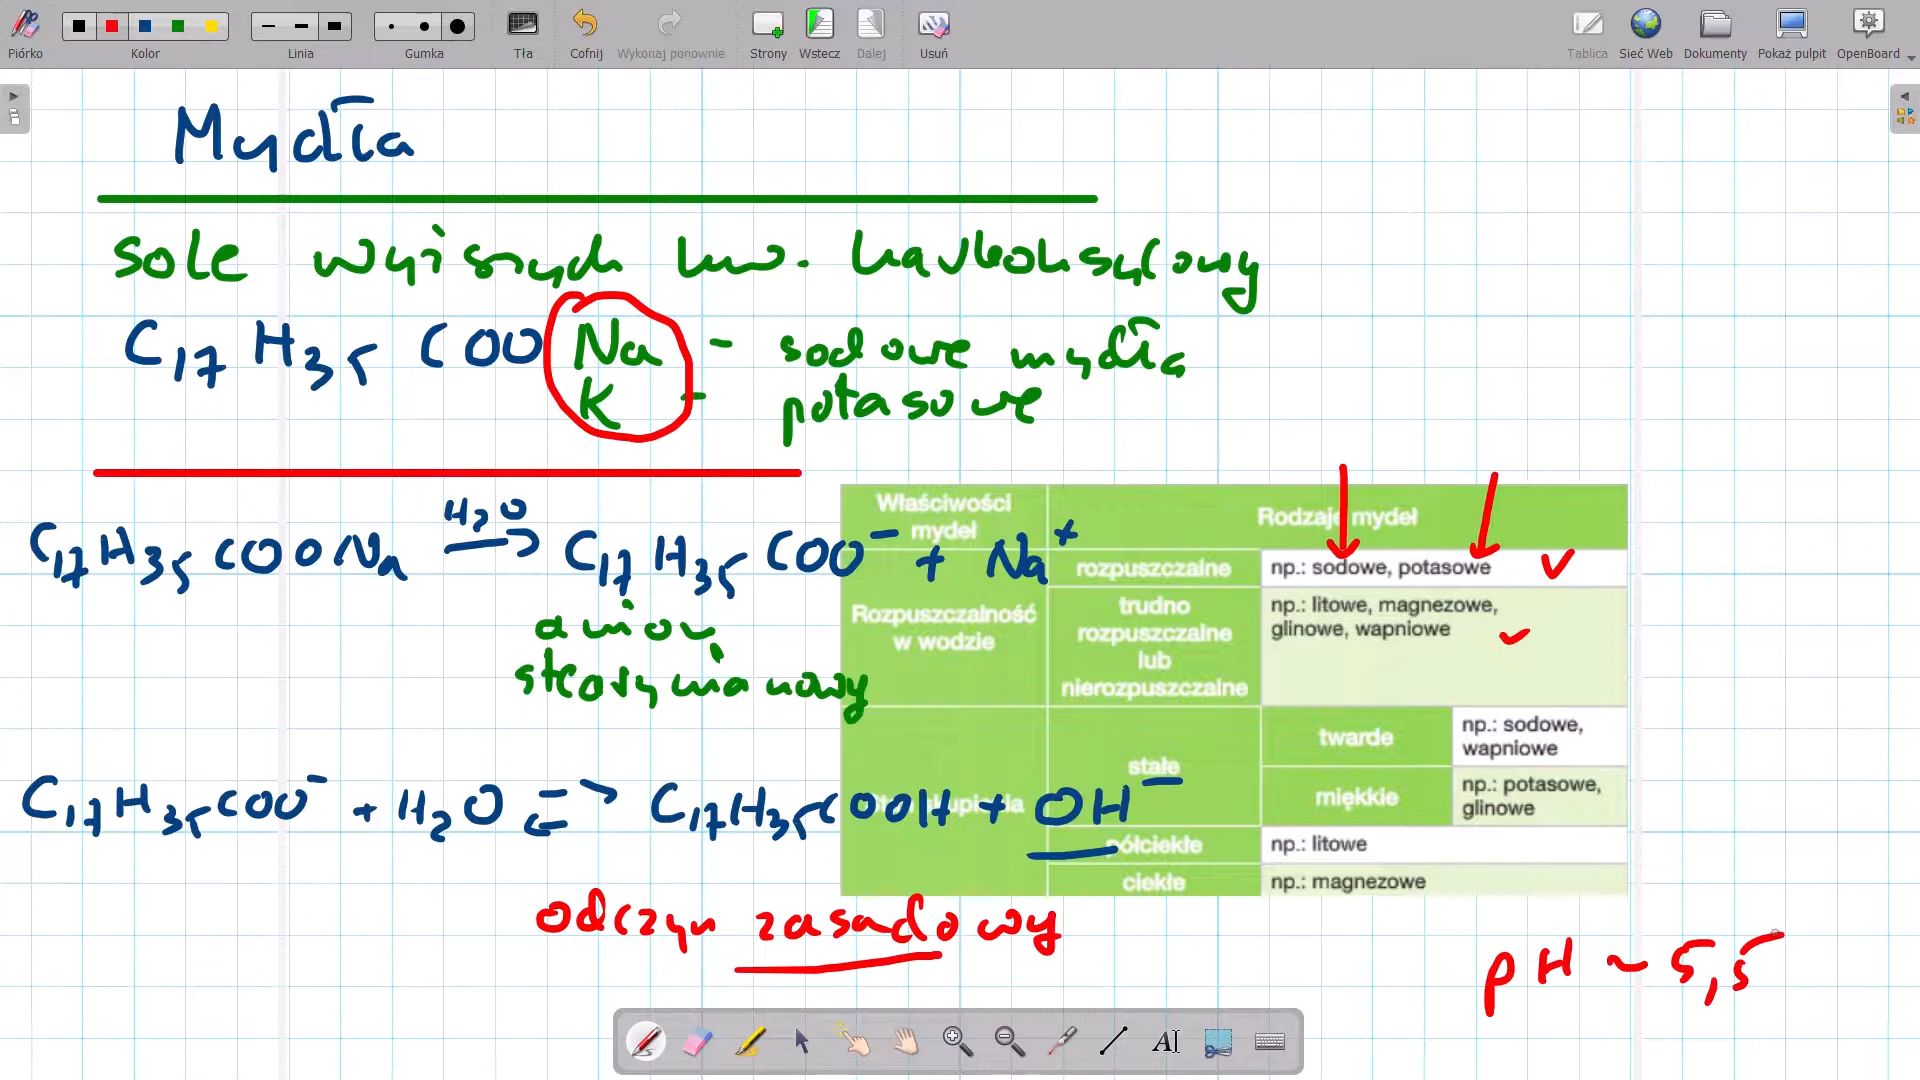 Piórko Kolor Linia Gumka Tła Cofnij Wykonaj ponownie Strony Wstecz Dalej Usuń Tablica Sieć Web Dokumenty Pokaż pulpit OpenBoard
Mydła
sole wyższych kw. karboksylowy
C17H35COONa - sodowe mydła
K - potasowe
C17H35COONa H2O→ C17H35COO⁻ + Na⁺
anion
stearynianowy
C17H35COO⁻ + H2O ⇌ C17H35COOH + OH⁻
odczyn zasadowy
Właściwości mydeł
Rodzaje mydeł
Rozpuszczalność w wodzie
rozpuszczalne
np.: sodowe, potasowe
trudno rozpuszczalne lub nierozpuszczalne
np.: litowe, magnezowe,
glinowe, wapniowe
stałe
twarde
np.: sodowe,
wapniowe
miękkie
np.: potasowe,
glinowe
półciekłe
np.: litowe
ciekłe
np.: magnezowe
pH ~ 5,5